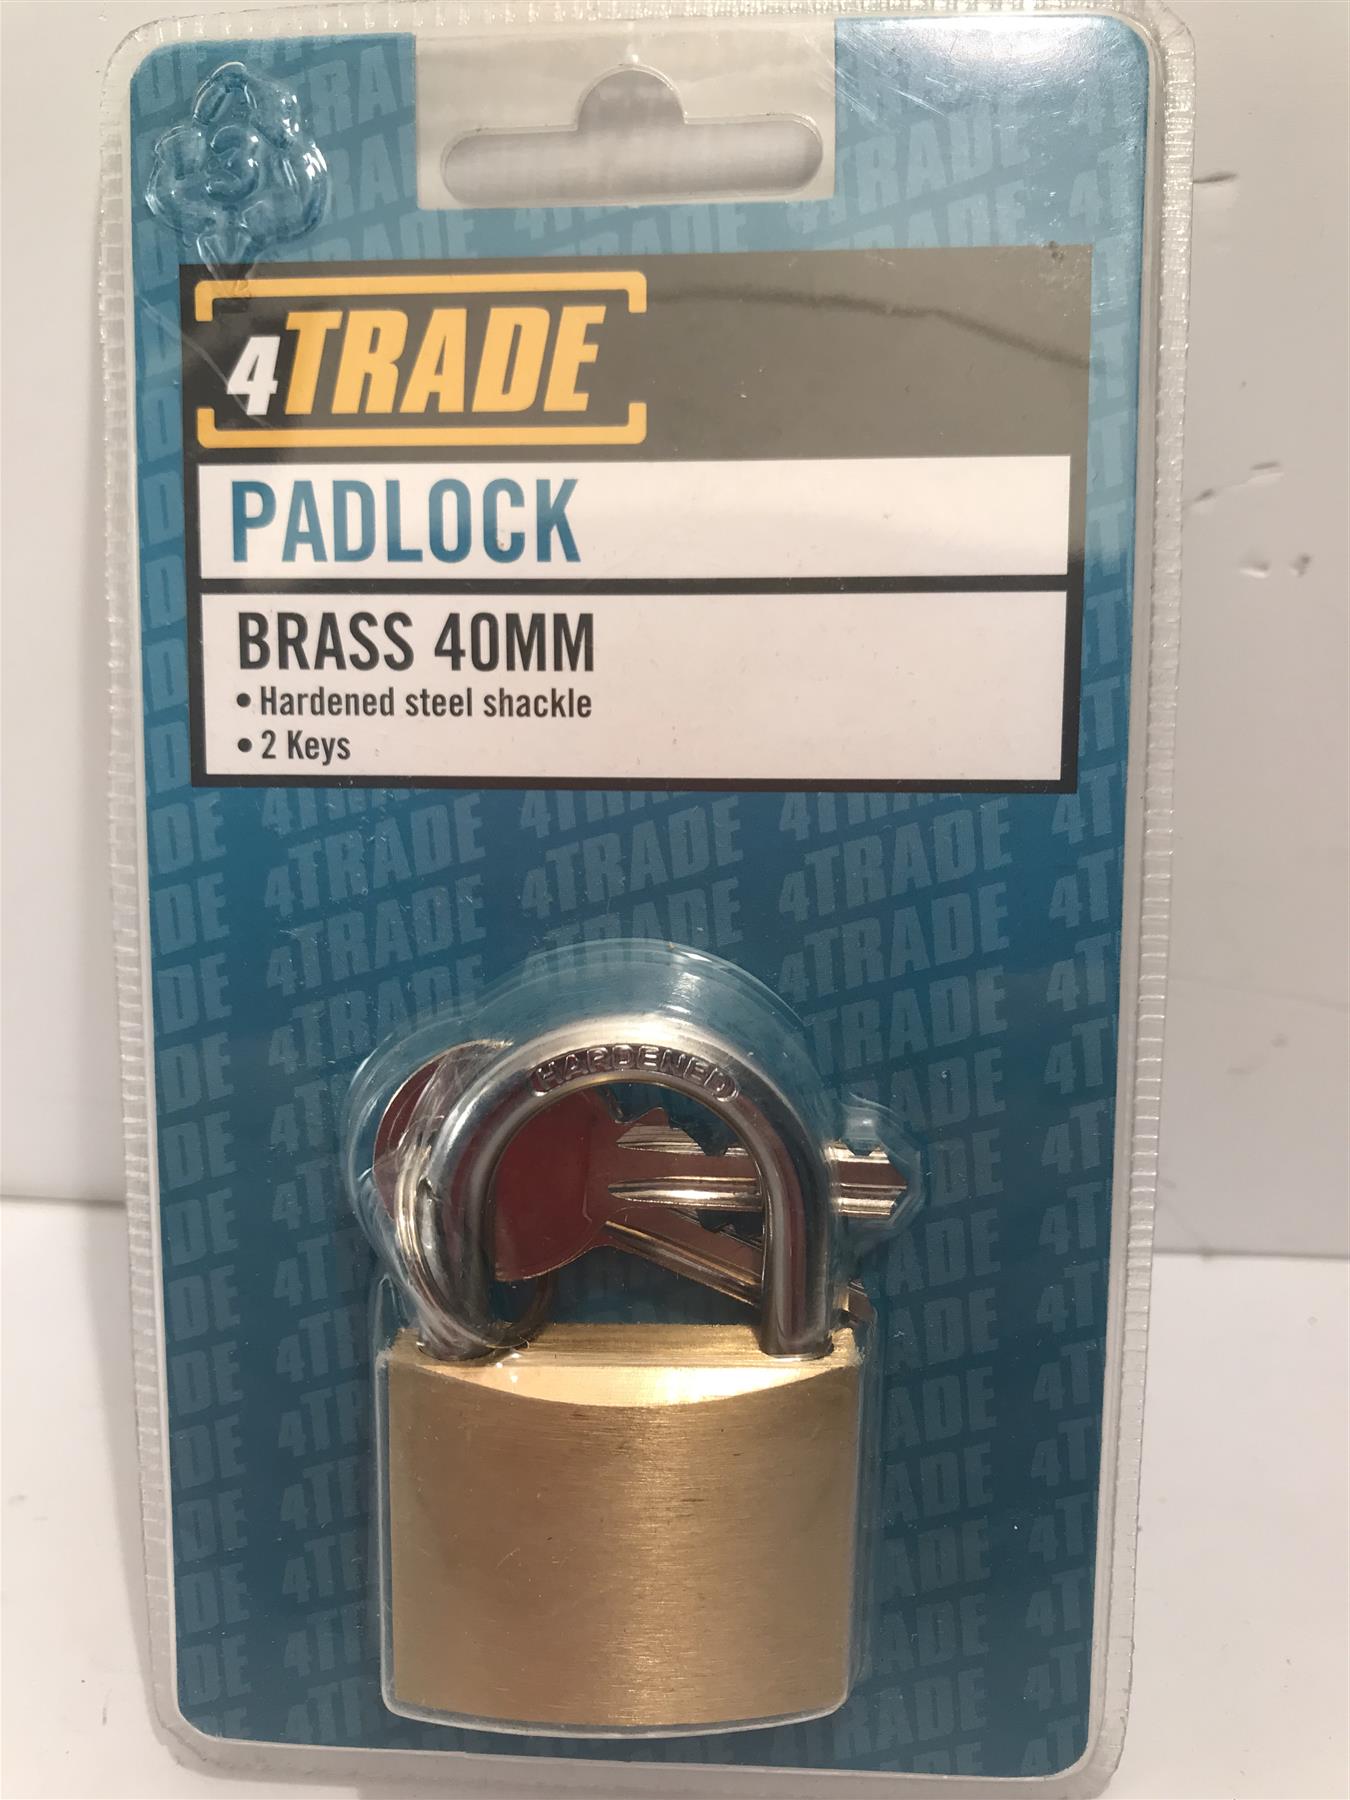 4TRADE
PADLOCK
BRASS 40MM
• Hardened steel shackle
• 2 Keys
HARDENED